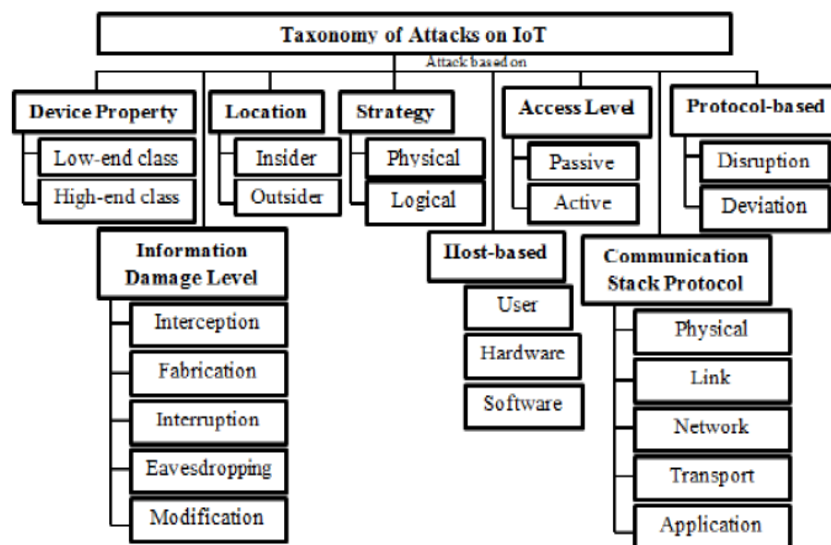 Taxonomy of Attacks on IoT
Attack based on
Device Property
Low-end class
High-end class
Location
Insider
Outsider
Strategy
Physical
Logical
Access Level
Passive
Active
Protocol-based
Disruption
Deviation
Information
Damage Level
Interception
Fabrication
Interruption
Eavesdropping
Modification
Host-based
User
Hardware
Software
Communication
Stack Protocol
Physical
Link
Network
Transport
Application